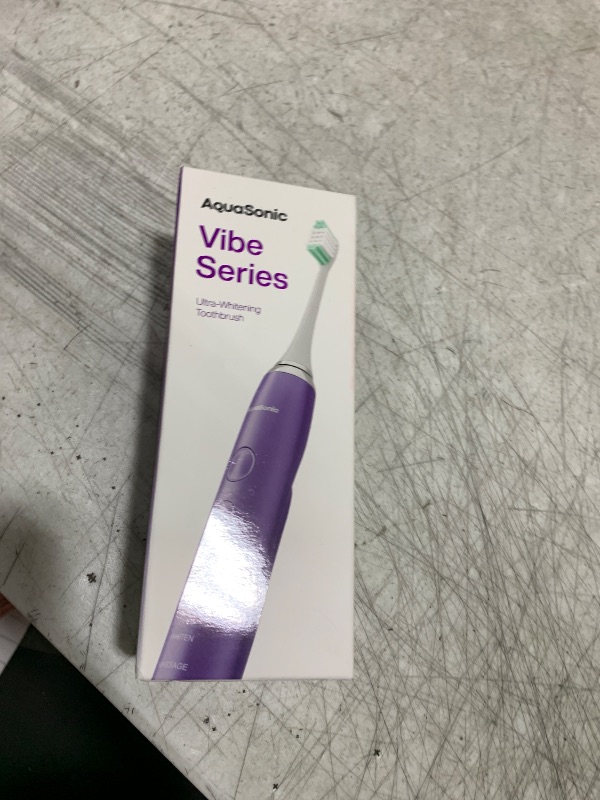 AquaSonic
Vibe
Series
Ultra-Whitening
Toothbrush